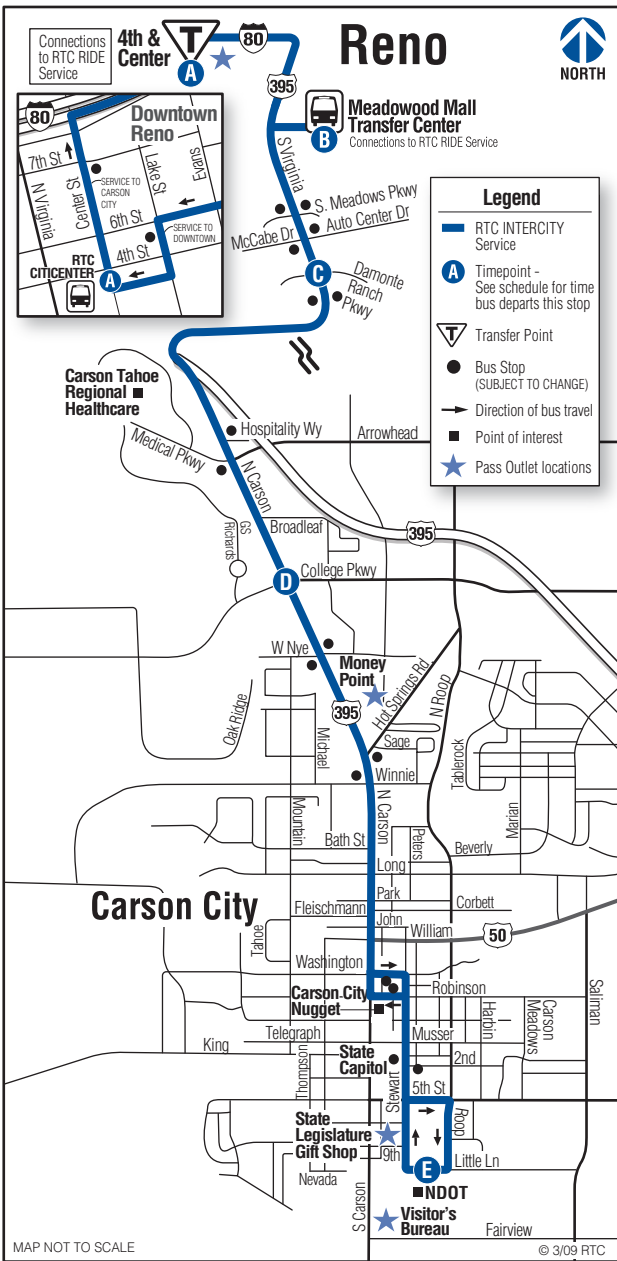 Connections
to RTC RIDE
Service
4th &
Center
T
A
80
Reno
NORTH
395
Meadowood Mall
Transfer Center
Connections to RTC RIDE Service
B
80
Downtown
Reno
7th St
N Virginia
Center St
SERVICE TO
CARSON
CITY
Lake St
Evans
6th St
SERVICE TO
DOWNTOWN
4th St
RTC
CITICENTER
A
S Virginia
S. Meadows Pkwy
Auto Center Dr
McCabe Dr
C
Damonte
Ranch
Pkwy
Legend
RTC INTERCITY
Service
A
Timepoint -
See schedule for time
bus departs this stop
T
Transfer Point
Bus Stop
(SUBJECT TO CHANGE)
Direction of bus travel
Point of interest
Pass Outlet locations
Carson Tahoe
Regional
Healthcare
Hospitality Wy
Arrowhead
Medical Pkwy
N Carson
GS
Richards
Broadleaf
395
D
College Pkwy
W Nye
Money
Point
Hot Springs Rd
N Roop
395
Oak Ridge
Michael
Sage
Winnie
Tablerock
Mountain
N Carson
Marian
Bath St
Peters
Beverly
Long
Carson City
Park
Fleischmann
Corbett
John
William
50
Tahoe
Washington
Robinson
Saliman
Carson City
Nugget
Harbin
Carson
Meadows
Telegraph
Musser
King
State
Capitol
2nd
Thompson
Stewart
5th St
State
Legislature
Gift Shop
Roop
9th
E
Little Ln
Nevada
NDOT
S Carson
Visitor's
Bureau
Fairview
MAP NOT TO SCALE
© 3/09 RTC